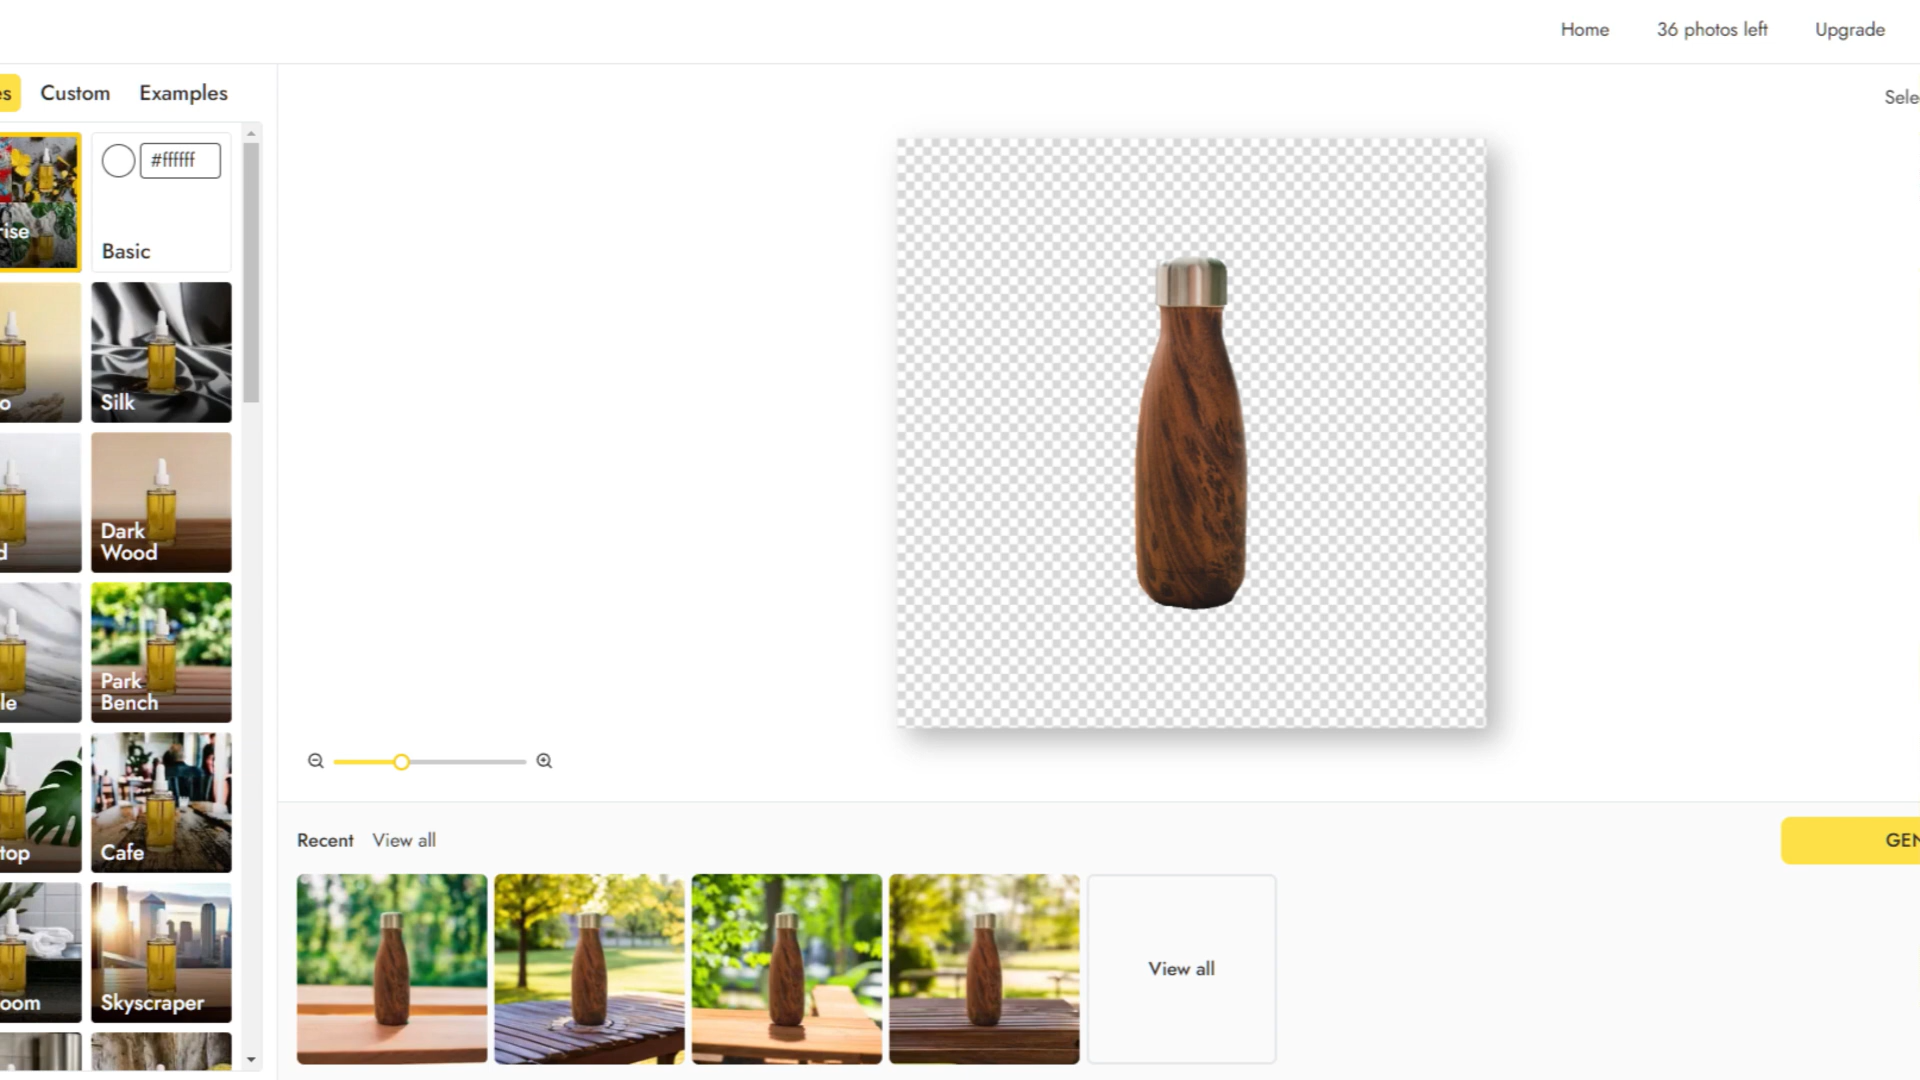 Home
36 photos left
Upgrade
Custom
Examples
#ffffff
Basic
Silk
Dark
Wood
Park
Bench
Cafe
Skyscraper
Recent
View all
View all